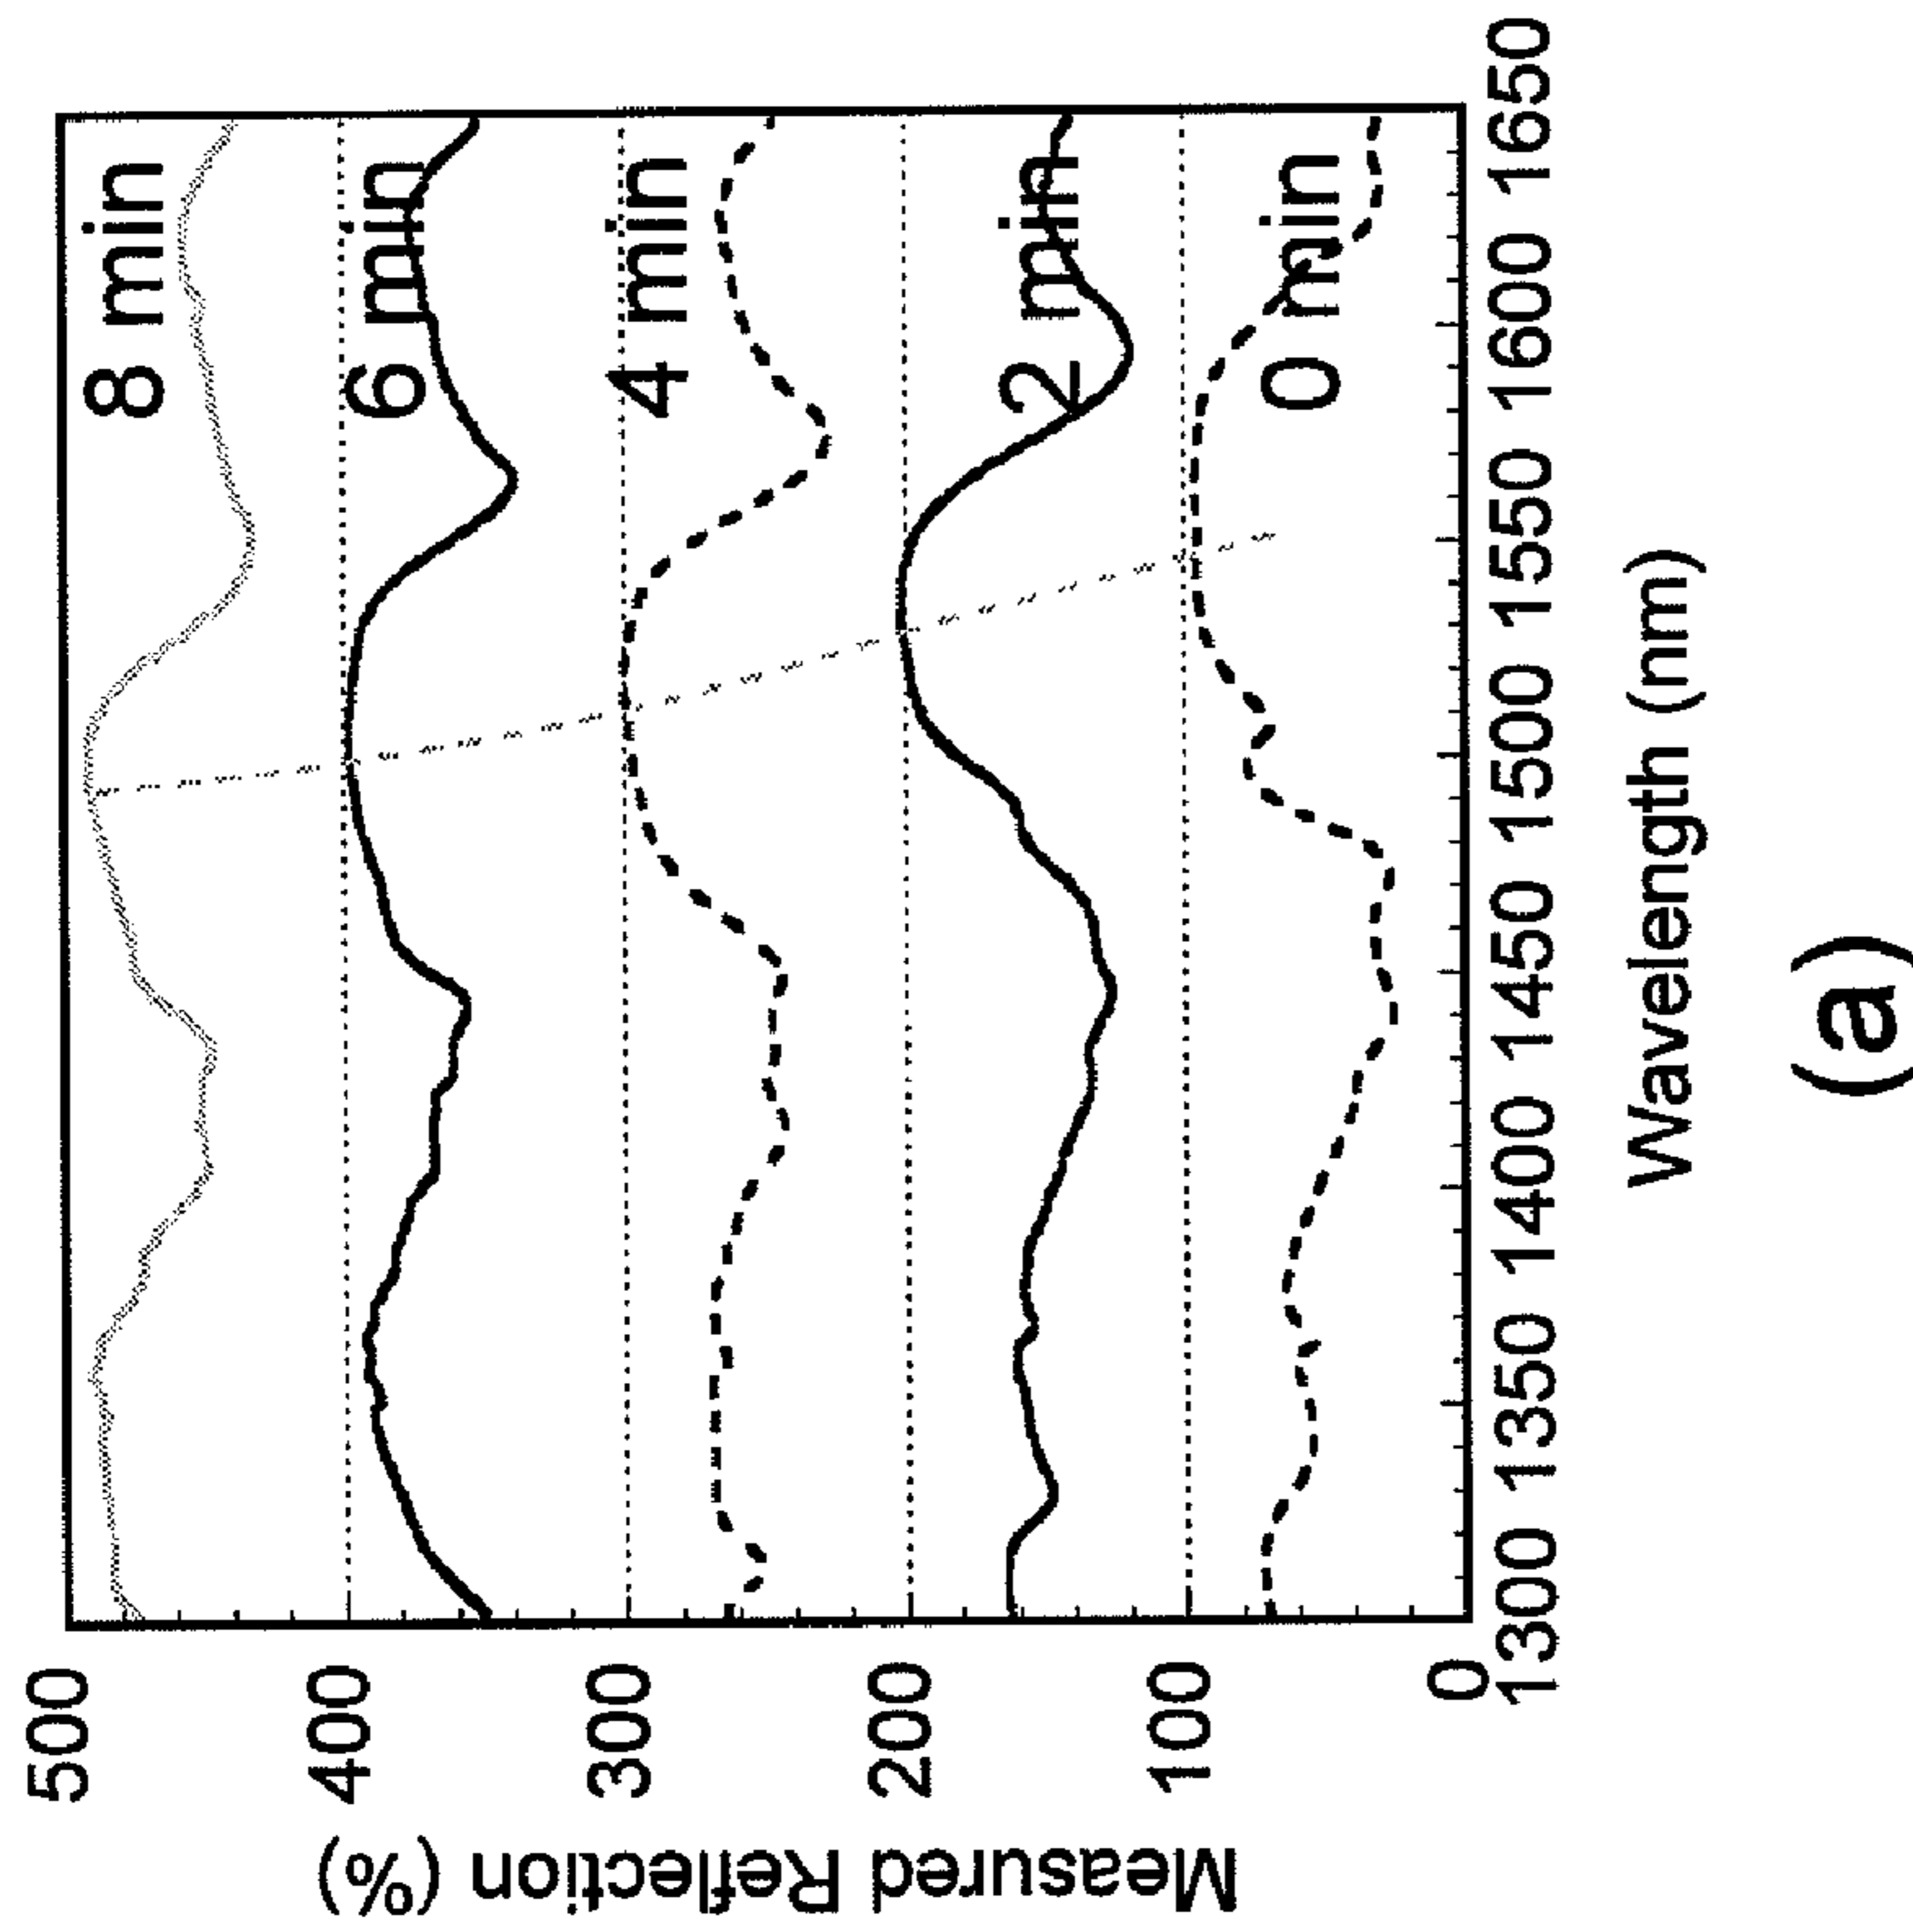 Measured Reflection (%)
500
400
300
200
100
0
8 min
6 min
4 min
2 min
0 min
1300 1350 1400 1450 1500 1550 1600 1650
Wavelength (nm)
(a)